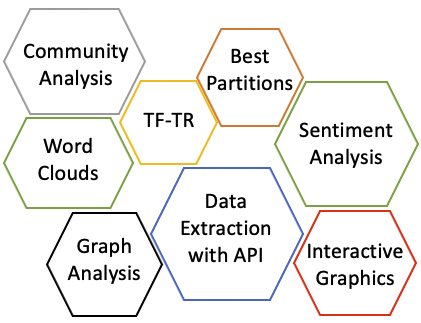 Community
Analysis
Best
Partitions
TF-TR
Word
Clouds
Sentiment
Analysis
Data
Extraction
with API
Graph
Analysis
Interactive
Graphics